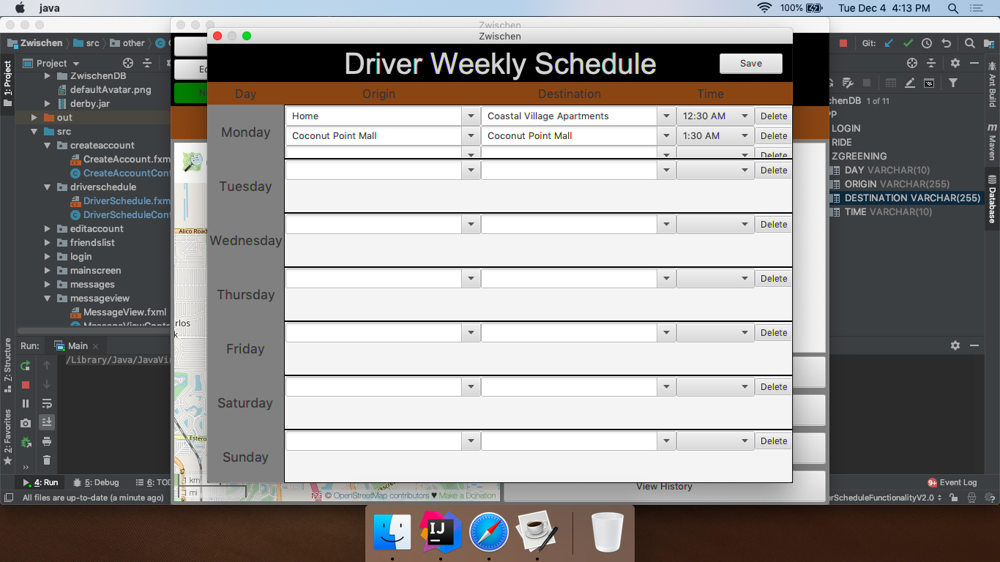 java
100%
Tue Dec 4 4:13 PM
Zwischen
Zwischen
Driver Weekly Schedule
Save
Day Origin Destination Time
Monday
Home Coastal Village Apartments 12:30 AM Delete
Coconut Point Mall Coconut Point Mall 1:30 AM Delete
Delete
Tuesday
Delete
Wednesday
Delete
Thursday
Delete
Friday
Delete
Saturday
Delete
Sunday
Delete
Zwischen src other
Git:
1: Project
Project
ZwischenDB
defaultAvatar.png
derby.jar
out
src
createaccount
CreateAccount.fxm
CreateAccountCont
driverschedule
DriverSchedule.fxm
DriverScheduleCont
editaccount
friendslist
login
mainscreen
messages
messageview
MessageView.fxml
MessageViewCont
Alico Road
rlos
k
Estero
1 km
1 mi
© OpenStreetMap contributors ♥ Make a Donation
View History
chenDB 1 of 11
PP
LOGIN
RIDE
ZGREENING
DAY VARCHAR(10)
ORIGIN VARCHAR(255)
DESTINATION VARCHAR(255)
TIME VARCHAR(10)
Ant Build
Maven
Database
Run: Main
/Library/Java/JavaVi
Z: Structure
2: Favorites
4: Run 5: Debug 6: TOD
9+ Event Log
All files are up-to-date (a minute ago)
erScheduleFunctionalityV2.0
IJ